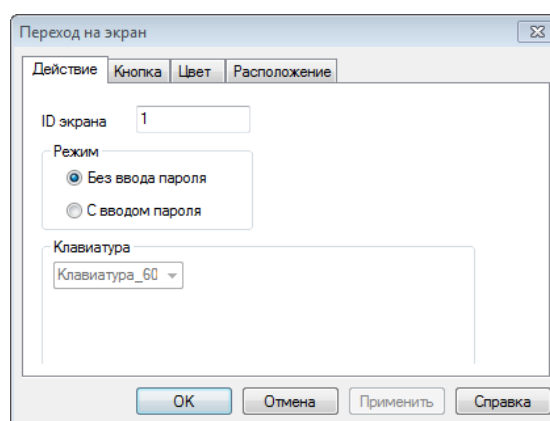 Переход на экран
Действие Кнопка Цвет Расположение
ID экрана 1
Режим
Без ввода пароля
С вводом пароля
Клавиатура
Клавиатура_60
OK Отмена Применить Справка